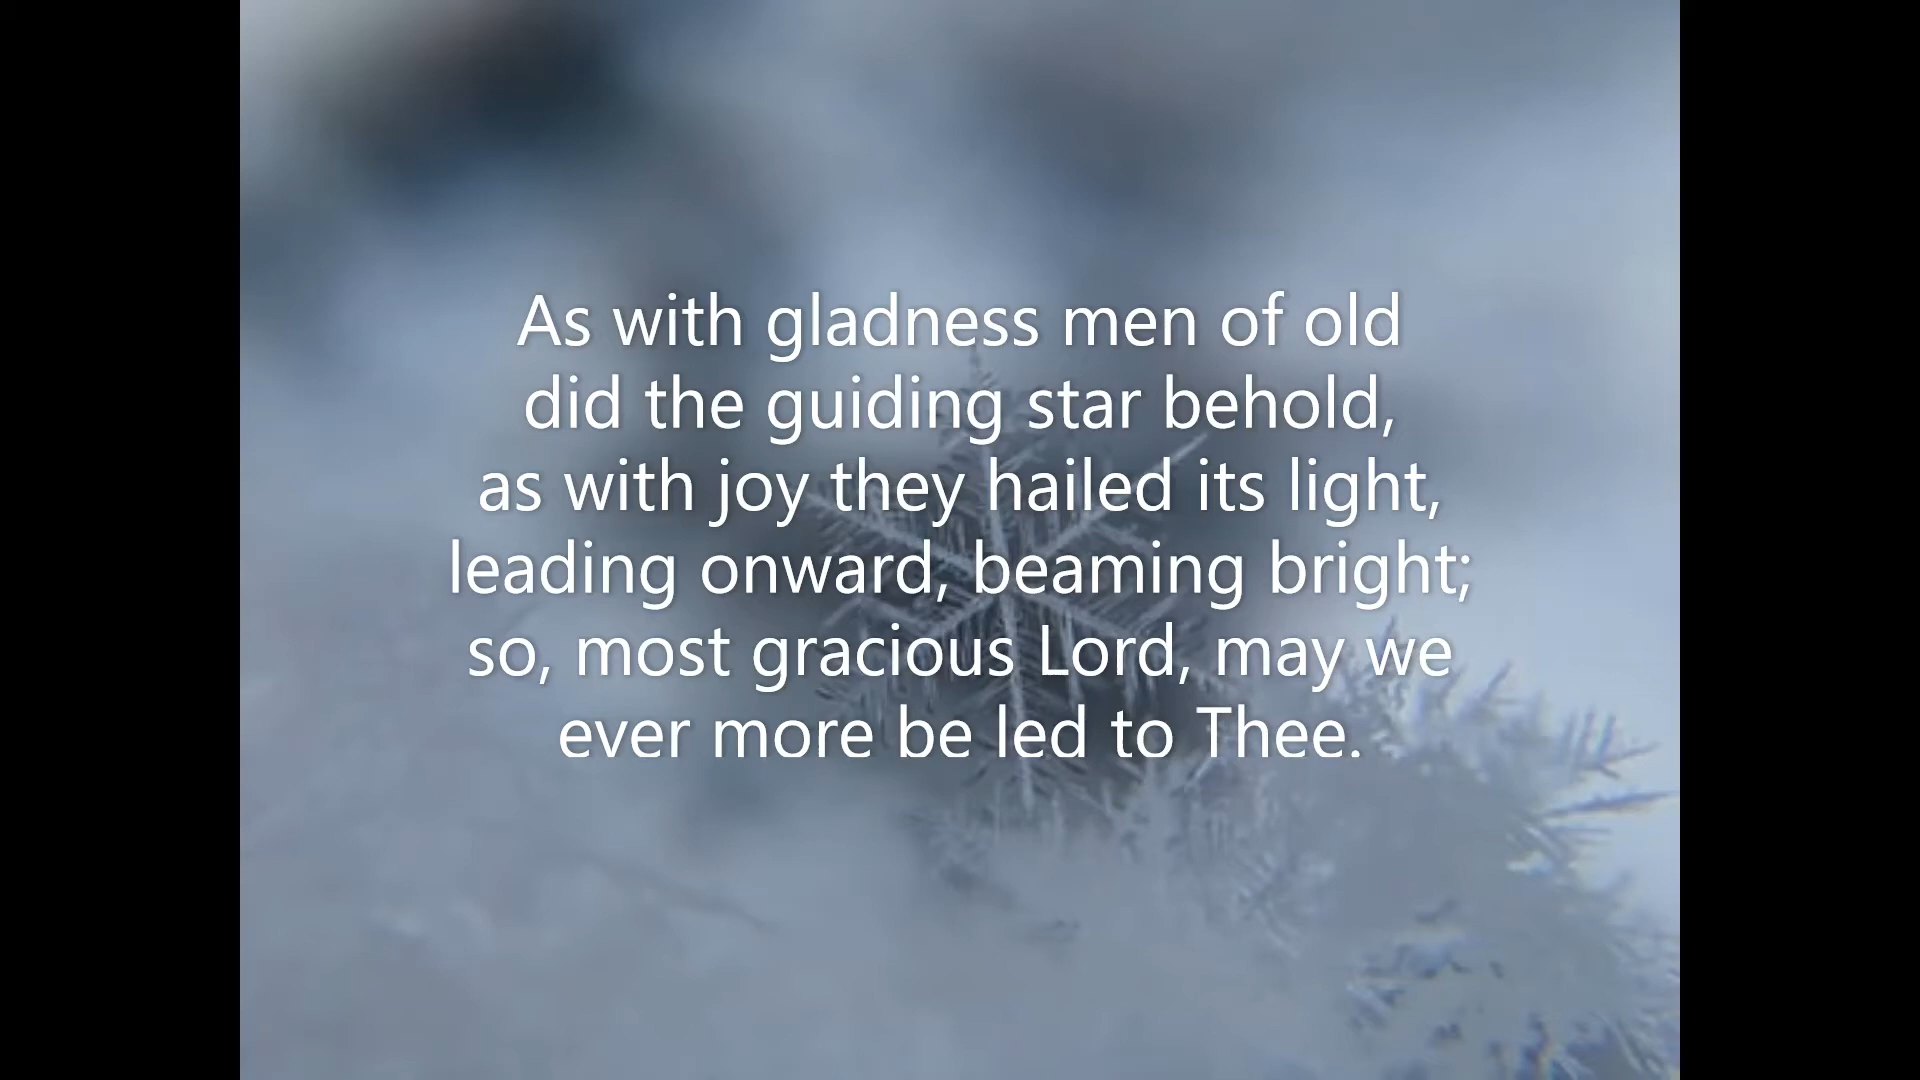 As with gladness men of old
did the guiding star behold,
as with joy they hailed its light,
leading onward, beaming bright;
so, most gracious Lord, may we
ever more be led to Thee.